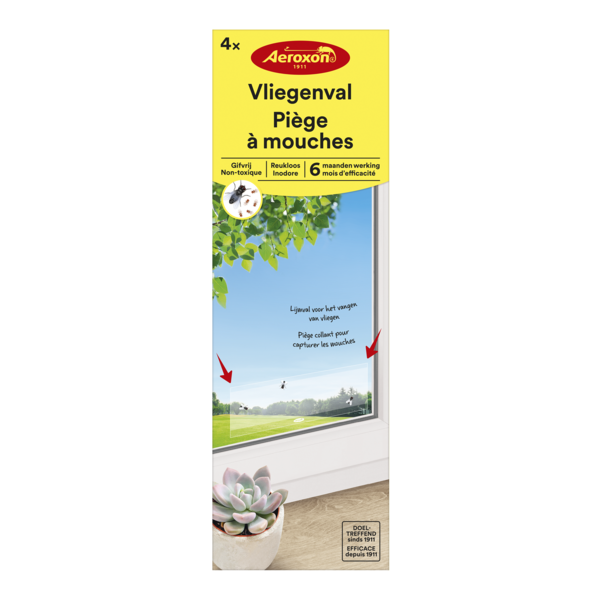 4x
Aeroxon®
1911
Vliegenval
Piège
à mouches
Gifvrij
Non-toxique
Reukloos
Inodore
6 maanden werking
mois d'efficacité
Lijmval voor het vangen
van vliegen
Piège collant pour
capturer les mouches
DOEL-
TREFFEND
sinds 1911
EFFICACE
depuis 1911